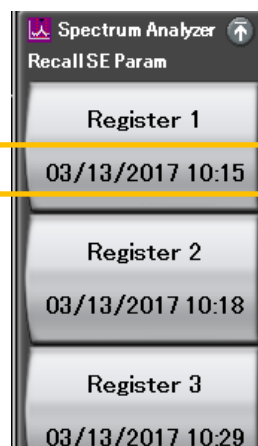 Spectrum Analyzer
Recall SE Param
Register 1
03/13/2017 10:15
Register 2
03/13/2017 10:18
Register 3
03/13/2017 10:29